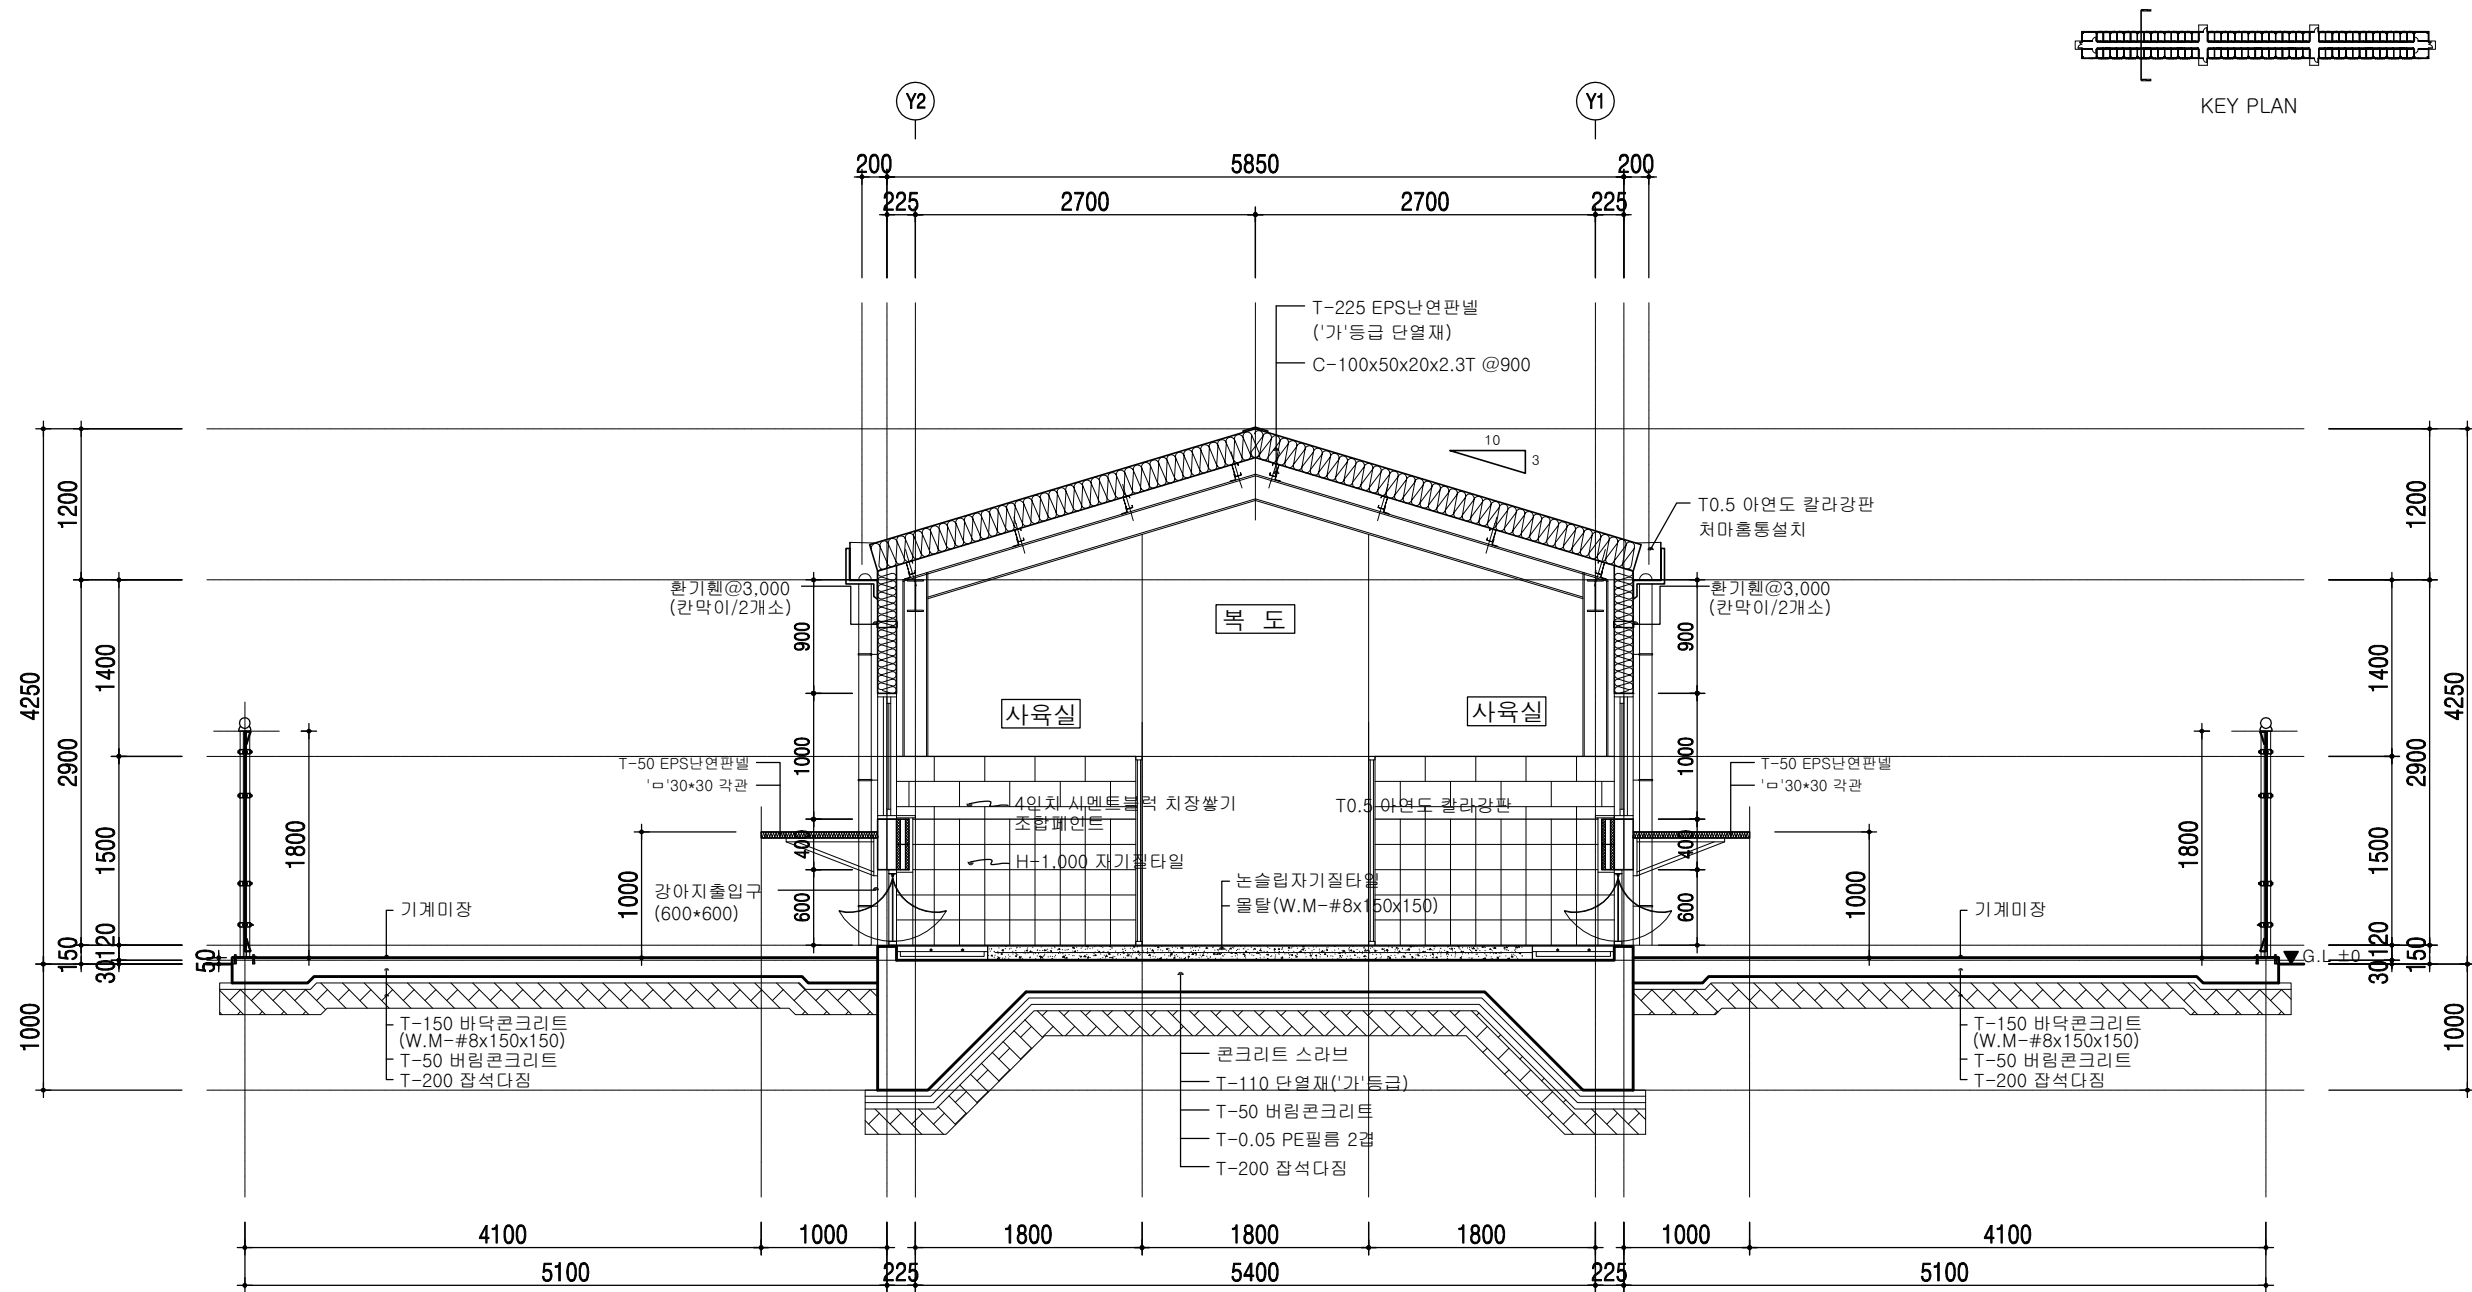 KEY PLAN
Y2
Y1
200
5850
200
225
2700
2700
225
T-225 EPS난연판넬
('가'등급 단열재)
C-100x50x20x2.3T @900
10
3
T0.5 아연도 칼라강판
처마홈통설치
환기휀@3,000
(칸막이/2개소)
환기휀@3,000
(칸막이/2개소)
복 도
사육실
사육실
1200
1400
4250
2900
1500
1800
150
120
30
50
1000
900
1000
400
600
1000
T-50 EPS난연판넬
'ㅁ'30*30 각관
4인치 시멘트블럭 치장쌓기
조합페인트
T0.5 아연도 칼라강판
H-1,000 자기질타일
강아지출입구
(600*600)
논슬립자기질타일
몰탈(W.M-#8x150x150)
기계미장
T-150 바닥콘크리트
(W.M-#8x150x150)
T-50 버림콘크리트
T-200 잡석다짐
콘크리트 스라브
T-110 단열재('가'등급)
T-50 버림콘크리트
T-0.05 PE필름 2겹
T-200 잡석다짐
T-50 EPS난연판넬
'ㅁ'30*30 각관
기계미장
G.L ±0
T-150 바닥콘크리트
(W.M-#8x150x150)
T-50 버림콘크리트
T-200 잡석다짐
900
1000
400
600
1000
1800
1200
1400
4250
2900
1500
120
30
150
1000
4100
1000
1800
1800
1800
1000
4100
5100
225
5400
225
5100